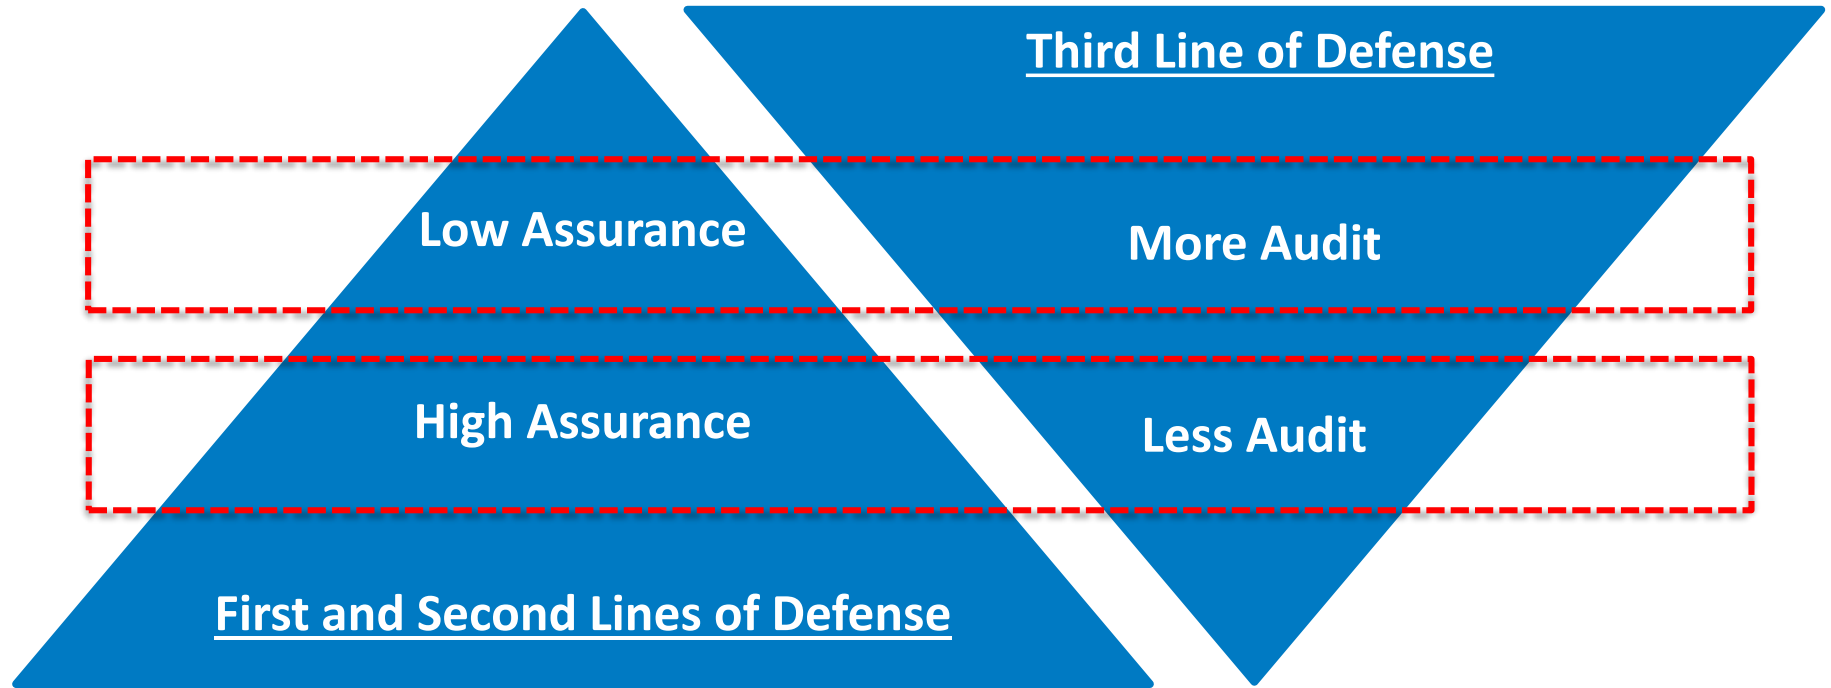 Third Line of Defense
Low Assurance
More Audit
High Assurance
Less Audit
First and Second Lines of Defense